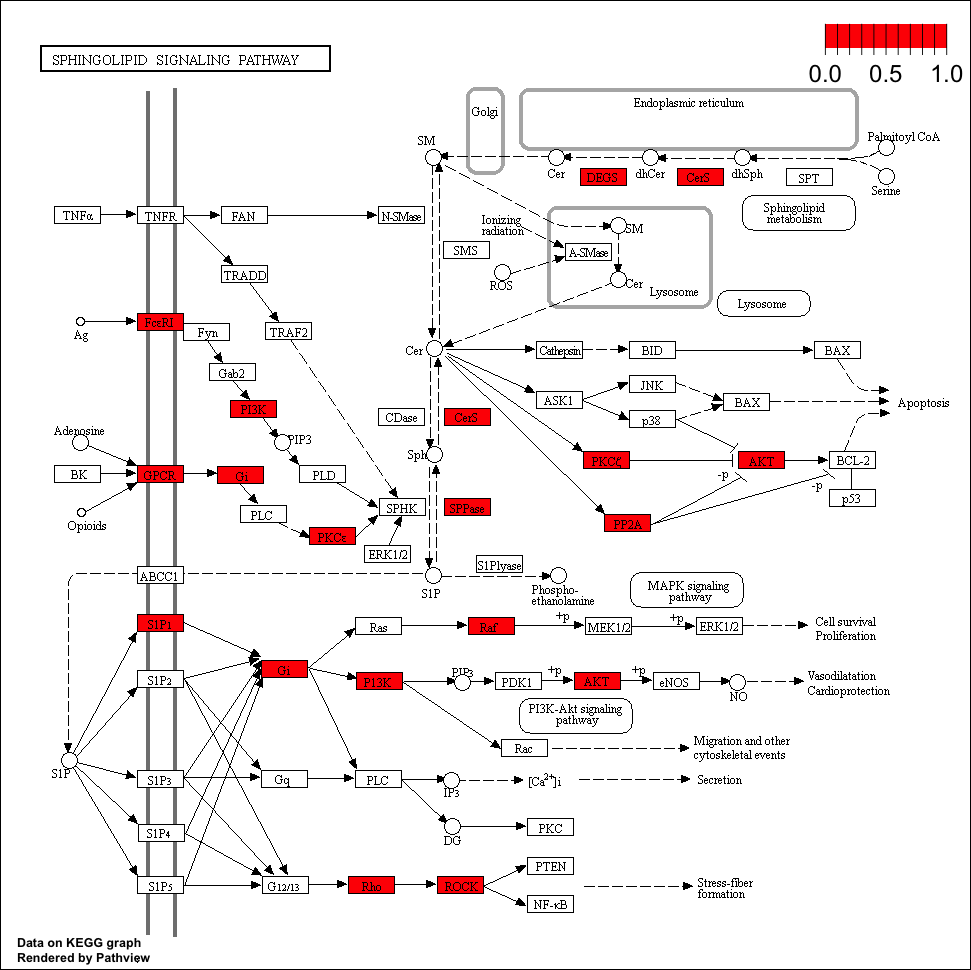 0.0 0.5 1.0
SPHINGOLIPID SIGNALING PATHWAY
Golgi
Endoplasmic reticulum
SM
Palmitoyl CoA
Cer dhCer dhSph
DEGS CerS SPT
Serine
Sphingolipid
metabolism
TNFα TNFR FAN N-SMase
Ionizing
radiation
SM
SMS
A-SMase
TRADD
ROS
Cer
Lysosome
Lysosome
FcεRI
Ag
Fyn
TRAF2
Cer
Cathepsin BID BAX
Gab2
JNK
ASK1
BAX
Apoptosis
PI3K
CDase CerS
p38
Adenosine
PIP3
Sph
PKCζ AKT BCL-2
BK GPCR Gi PLD
-p
-p
p53
Opioids
PLC
SPHK SPPase
PP2A
PKCε
ERK1/2
ABCC1
S1P
S1Plyase
Phospho-
ethanolamine
MAPK signaling
pathway
S1P1
Ras Raf +p MEK1/2 +p ERK1/2
Cell survival
Proliferation
Gi
S1P2
PI3K PIP3 PDK1 +p AKT +p eNOS NO
Vasodilatation
Cardioprotection
PI3K-Akt signaling
pathway
Rac
Migration and other
cytoskeletal events
S1P
S1P3 Gq PLC IP3 [Ca2+]i Secretion
S1P4
DG PKC
PTEN
S1P5 G12/13 Rho ROCK
Stress-fiber
formation
NF-κB
Data on KEGG graph
Rendered by Pathview